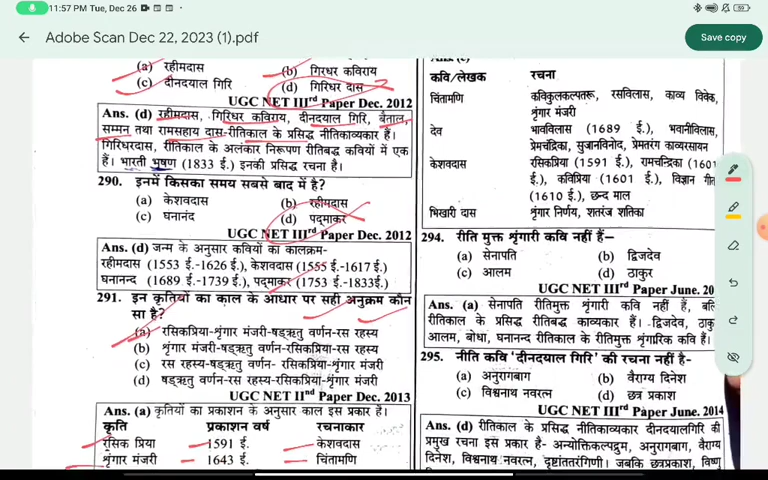 11:57 PM Tue, Dec 26
59
Adobe Scan Dec 22, 2023 (1).pdf
Save copy
(a) रहीमदास (b) गिरधर कविराय
(c) दीनदयाल गिरि (d) गिरिधर दास
UGC NET IIIrd Paper Dec. 2012
Ans. (d) रहीमदास, गिरिधर कविराय, दीनदयाल गिरि, बैताल,
सम्मन तथा रामसहाय दास-रीतिकाल के प्रसिद्ध नीतिकाव्यकार हैं।
गिरिधरदास, रीतिकाल के अलंकार निरूपण रीतिबद्ध कवियों में एक
हैं। भारती भूषण (1833 ई.) इनकी प्रसिद्ध रचना है।
290. इनमें किसका समय सबसे बाद में है?
(a) केशवदास (b) रहीमदास
(c) घनानंद (d) पद्माकर
UGC NET IIIrd Paper Dec. 2012
Ans. (d) जन्म के अनुसार कवियों का कालक्रम-
रहीमदास (1553 ई.-1626 ई.), केशवदास (1555 ई.-1617 ई.)
घनानन्द (1689 ई.-1739 ई.), पद्माकर (1753 ई.-1833ई.)
291. इन कृतियों का काल के आधार पर सही अनुक्रम कौन
सा है?
(a) रसिकप्रिया-शृंगार मंजरी-षड्ऋतु वर्णन-रस रहस्य
(b) शृंगार मंजरी-षड्ऋतु वर्णन-रसिकप्रिया-रस रहस्य
(c) रस रहस्य-षड्ऋतु वर्णन- रसिकप्रिया-शृंगार मंजरी
(d) षड्ऋतु वर्णन-रस रहस्य-रसिकप्रिया-शृंगार मंजरी
UGC NET IInd Paper Dec. 2013
Ans. (a) कृतियों का प्रकाशन के अनुसार काल इस प्रकार है।
कृति प्रकाशन वर्ष रचनाकार
रसिक प्रिया 1591 ई. केशवदास
शृंगार मंजरी 1643 ई. चिंतामणि
कवि/लेखक रचना
चिंतामणि कविकुलकल्पतरू, रसविलास, काव्य विवेक,
शृंगार मंजरी
देव भावविलास (1689 ई.), भवानीविलास,
प्रेमचंद्रिका, सुजानविनोद, प्रेमतरंग काव्यरसायन
केशवदास रसिकप्रिया (1591 ई.), रामचन्द्रिका (1601
ई.), कविप्रिया (1601 ई.), विज्ञान गीत
(1610 ई.), छन्द माल
भिखारी दास शृंगार निर्णय, शतरंज शतिका
294. रीति मुक्त शृंगारी कवि नहीं हैं–
(a) सेनापति (b) द्विजदेव
(c) आलम (d) ठाकुर
UGC NET IIIrd Paper June. 20
Ans. (a) सेनापति रीतिमुक्त शृंगारी कवि नहीं हैं, बल्
रीतिकाल के प्रसिद्ध रीतिबद्ध काव्यकार हैं। द्विजदेव, ठाकु
आलम, बोधा, घनानन्द रीतिकाल के रीतिमुक्त शृंगारिक कवि हैं।
295. नीति कवि 'दीनदयाल गिरि' की रचना नहीं है-
(a) अनुरागबाग (b) वैराग्य दिनेश
(c) विश्वनाथ नवरत्न (d) छत्र प्रकाश
UGC NET IIIrd Paper June. 2014
Ans. (d) रीतिकाल के प्रसिद्ध नीतिकाव्यकार दीनदयालगिरि की
प्रमुख रचना इस प्रकार है- अन्योक्तिकल्पद्रुम, अनुरागबाग, वैराग्य
दिनेश, विश्वनाथ नवरत्न, दृष्टांततरंगिणी। जबकि छत्रप्रकाश, विष्णु